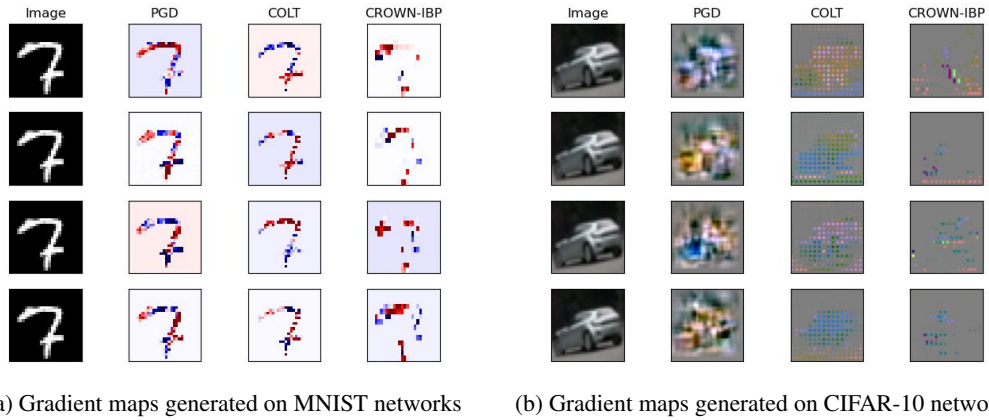 Image PGD COLT CROWN-IBP Image PGD COLT CROWN-IBP
a) Gradient maps generated on MNIST networks (b) Gradient maps generated on CIFAR-10 netwo